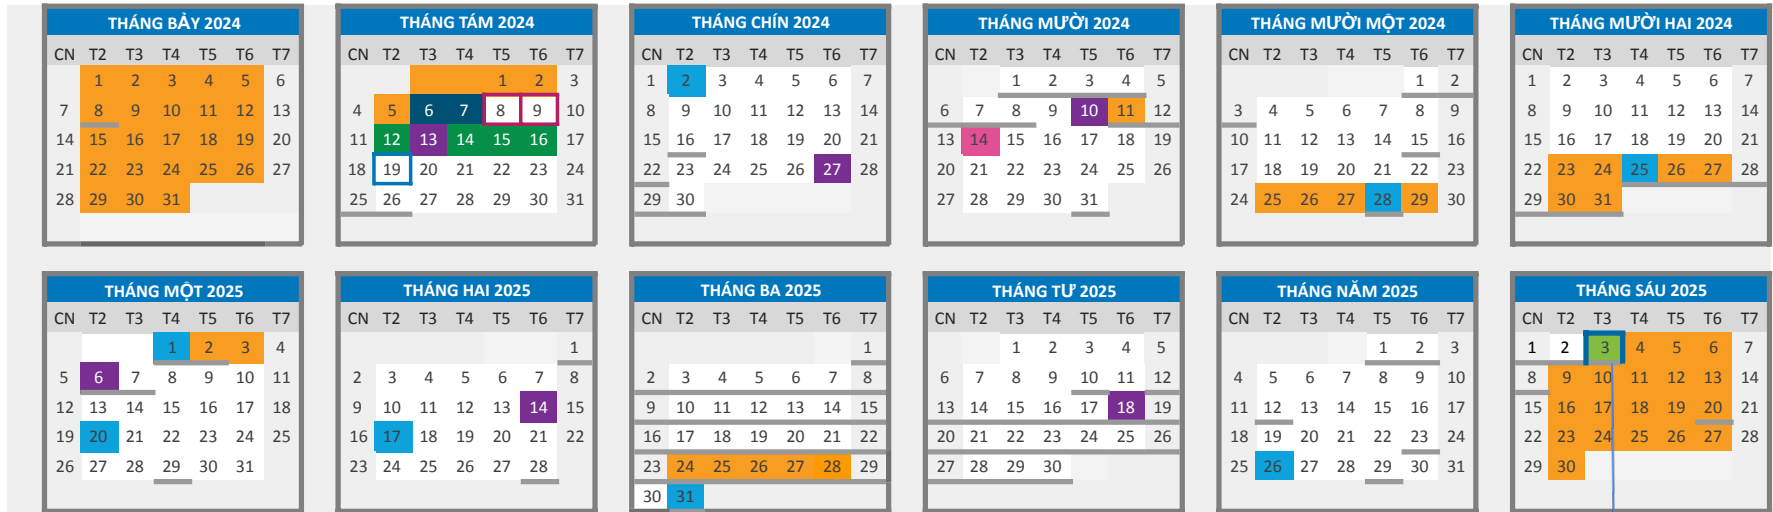 THÁNG BẢY 2024
CN T2 T3 T4 T5 T6 T7
1 2 3 4 5 6
7 8 9 10 11 12 13
14 15 16 17 18 19 20
21 22 23 24 25 26 27
28 29 30 31
THÁNG TÁM 2024
CN T2 T3 T4 T5 T6 T7
1 2 3
4 5 6 7 8 9 10
11 12 13 14 15 16 17
18 19 20 21 22 23 24
25 26 27 28 29 30 31
THÁNG CHÍN 2024
CN T2 T3 T4 T5 T6 T7
1 2 3 4 5 6 7
8 9 10 11 12 13 14
15 16 17 18 19 20 21
22 23 24 25 26 27 28
29 30
THÁNG MƯỜI 2024
CN T2 T3 T4 T5 T6 T7
1 2 3 4 5
6 7 8 9 10 11 12
13 14 15 16 17 18 19
20 21 22 23 24 25 26
27 28 29 30 31
THÁNG MƯỜI MỘT 2024
CN T2 T3 T4 T5 T6 T7
1 2
3 4 5 6 7 8 9
10 11 12 13 14 15 16
17 18 19 20 21 22 23
24 25 26 27 28 29 30
THÁNG MƯỜI HAI 2024
CN T2 T3 T4 T5 T6 T7
1 2 3 4 5 6 7
8 9 10 11 12 13 14
15 16 17 18 19 20 21
22 23 24 25 26 27 28
29 30 31
THÁNG MỘT 2025
CN T2 T3 T4 T5 T6 T7
1 2 3 4
5 6 7 8 9 10 11
12 13 14 15 16 17 18
19 20 21 22 23 24 25
26 27 28 29 30 31
THÁNG HAI 2025
CN T2 T3 T4 T5 T6 T7
1
2 3 4 5 6 7 8
9 10 11 12 13 14 15
16 17 18 19 20 21 22
23 24 25 26 27 28
THÁNG BA 2025
CN T2 T3 T4 T5 T6 T7
1
2 3 4 5 6 7 8
9 10 11 12 13 14 15
16 17 18 19 20 21 22
23 24 25 26 27 28 29
30 31
THÁNG TƯ 2025
CN T2 T3 T4 T5 T6 T7
1 2 3 4 5
6 7 8 9 10 11 12
13 14 15 16 17 18 19
20 21 22 23 24 25 26
27 28 29 30
THÁNG NĂM 2025
CN T2 T3 T4 T5 T6 T7
1 2 3
4 5 6 7 8 9 10
11 12 13 14 15 16 17
18 19 20 21 22 23 24
25 26 27 28 29 30 31
THÁNG SÁU 2025
CN T2 T3 T4 T5 T6 T7
1 2 3 4 5 6 7
8 9 10 11 12 13 14
15 16 17 18 19 20 21
22 23 24 25 26 27 28
29 30